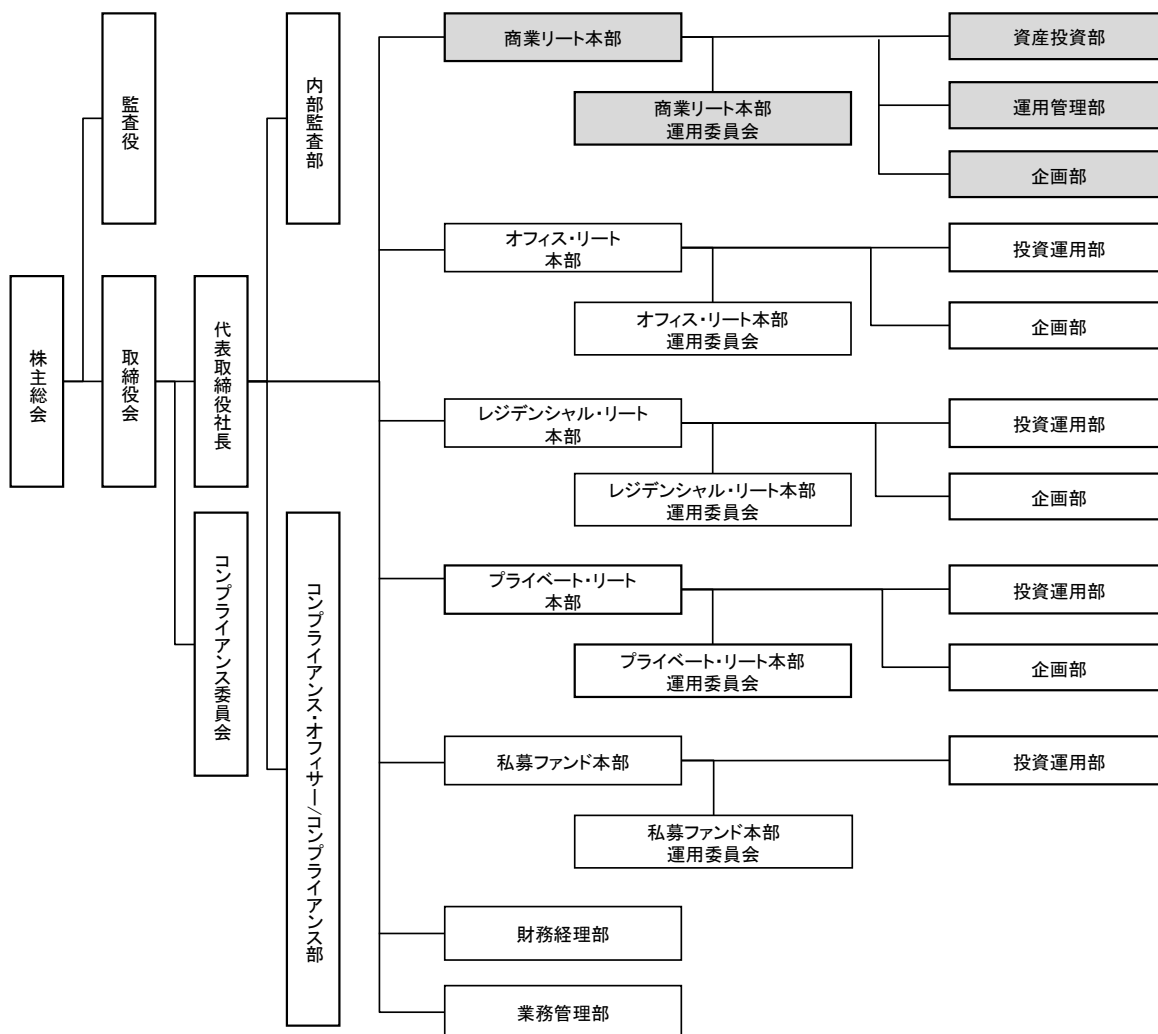 株主総会
監査役
取締役会
代表取締役社長
コンプライアンス委員会
内部監査部
コンプライアンス・オフィサー/コンプライアンス部
商業リート本部
商業リート本部
運用委員会
資産投資部
運用管理部
企画部
オフィス・リート
本部
オフィス・リート本部
運用委員会
投資運用部
企画部
レジデンシャル・リート
本部
レジデンシャル・リート本部
運用委員会
投資運用部
企画部
プライベート・リート
本部
プライベート・リート本部
運用委員会
投資運用部
企画部
私募ファンド本部
私募ファンド本部
運用委員会
投資運用部
財務経理部
業務管理部